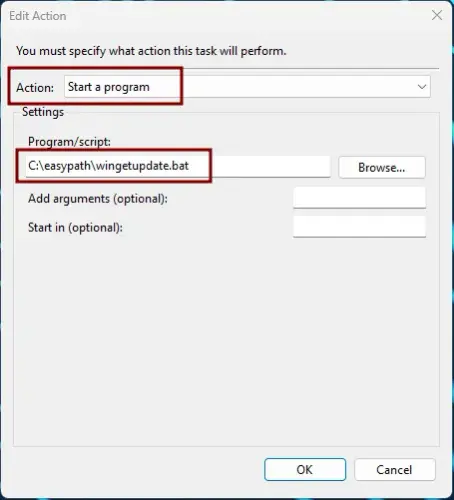 Edit Action
You must specify what action this task will perform.
Action: Start a program
Settings
Program/script:
C:\easypath\wingetupdate.bat Browse...
Add arguments (optional):
Start in (optional):
OK Cancel